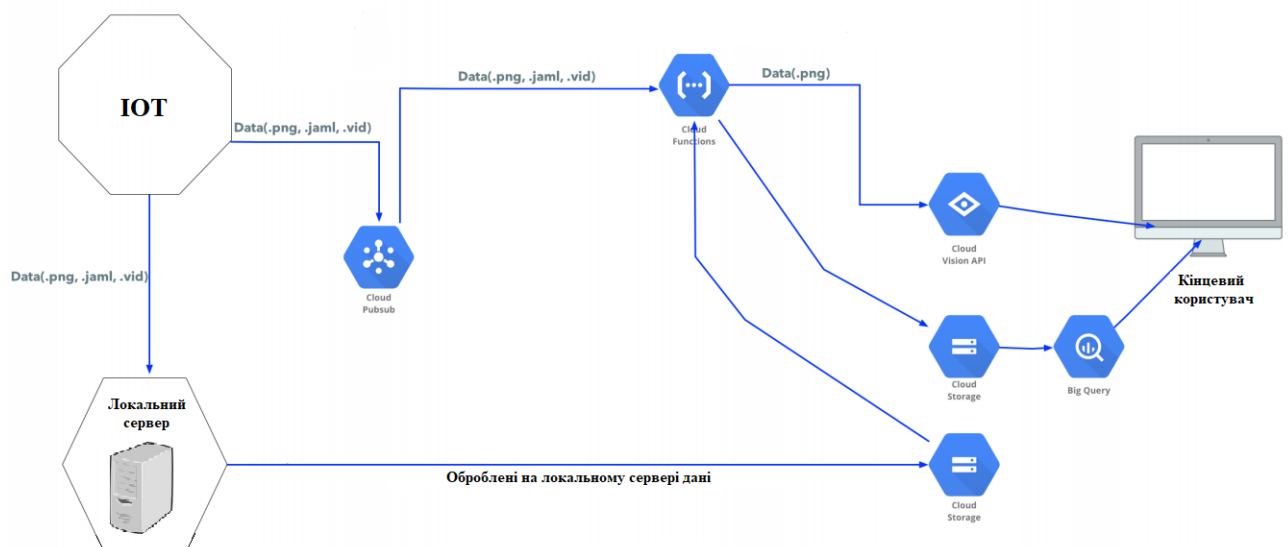 IOT
Data(.png, .jaml, .vid)
Data(.png, .jaml, .vid)
Data(.png, .jaml, .vid)
Cloud
Pubsub
Cloud
Functions
Data(.png)
Cloud
Vision API
Кінцевий
користувач
Cloud
Storage
Big Query
Локальний
сервер
Оброблені на локальному сервері дані
Cloud
Storage